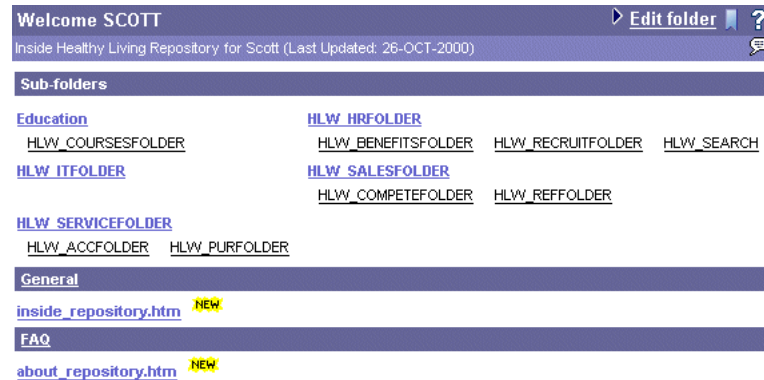 Welcome SCOTT Edit folder ?
Inside Healthy Living Repository for Scott (Last Updated: 26-OCT-2000)
Sub-folders
Education HLW_HRFOLDER
HLW_COURSESFOLDER HLW_BENEFITSFOLDER HLW_RECRUITFOLDER HLW_SEARCH
HLW_ITFOLDER HLW_SALESFOLDER
HLW_COMPETEFOLDER HLW_REFFOLDER
HLW_SERVICEFOLDER
HLW_ACCFOLDER HLW_PURFOLDER
General
inside_repository.htm NEW
FAQ
about_repository.htm NEW